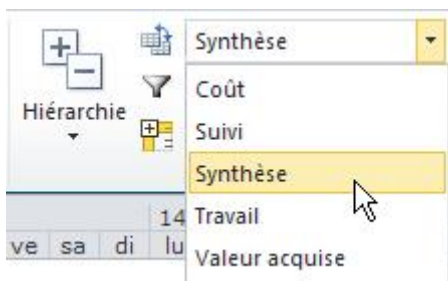 Synthèse
Hiérarchie
Coût
Suivi
Synthèse
Travail
Valeur acquise
14
ve sa di lu